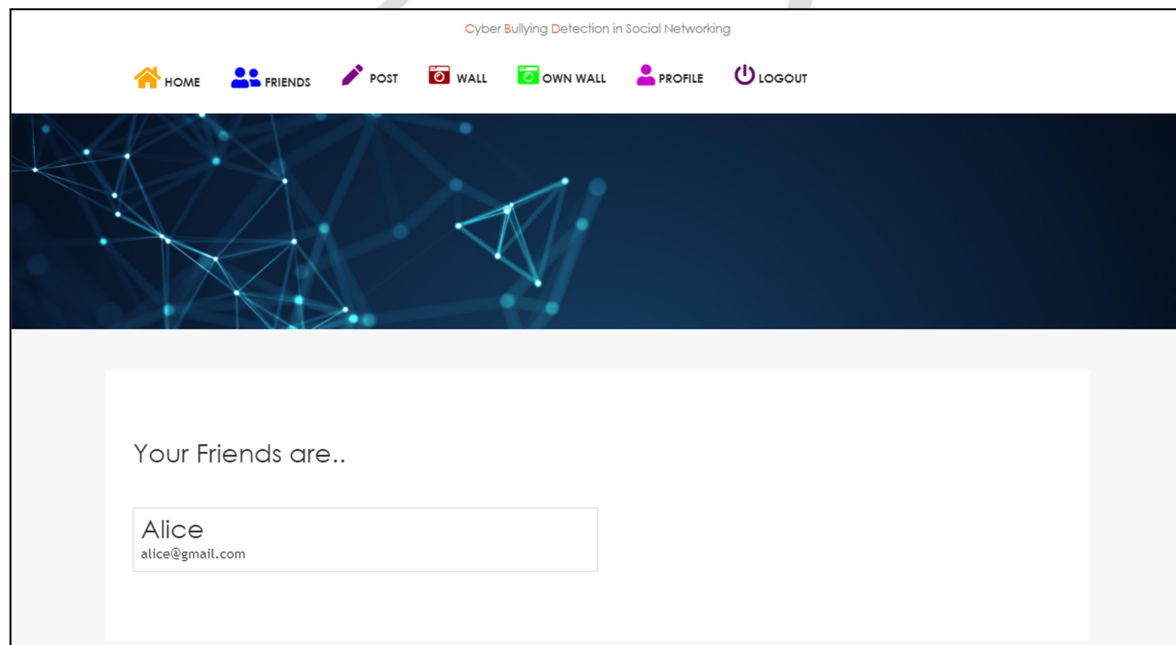 Cyber Bullying Detection in Social Networking
HOME FRIENDS POST WALL OWN WALL PROFILE LOGOUT
Your Friends are..
Alice
alice@gmail.com